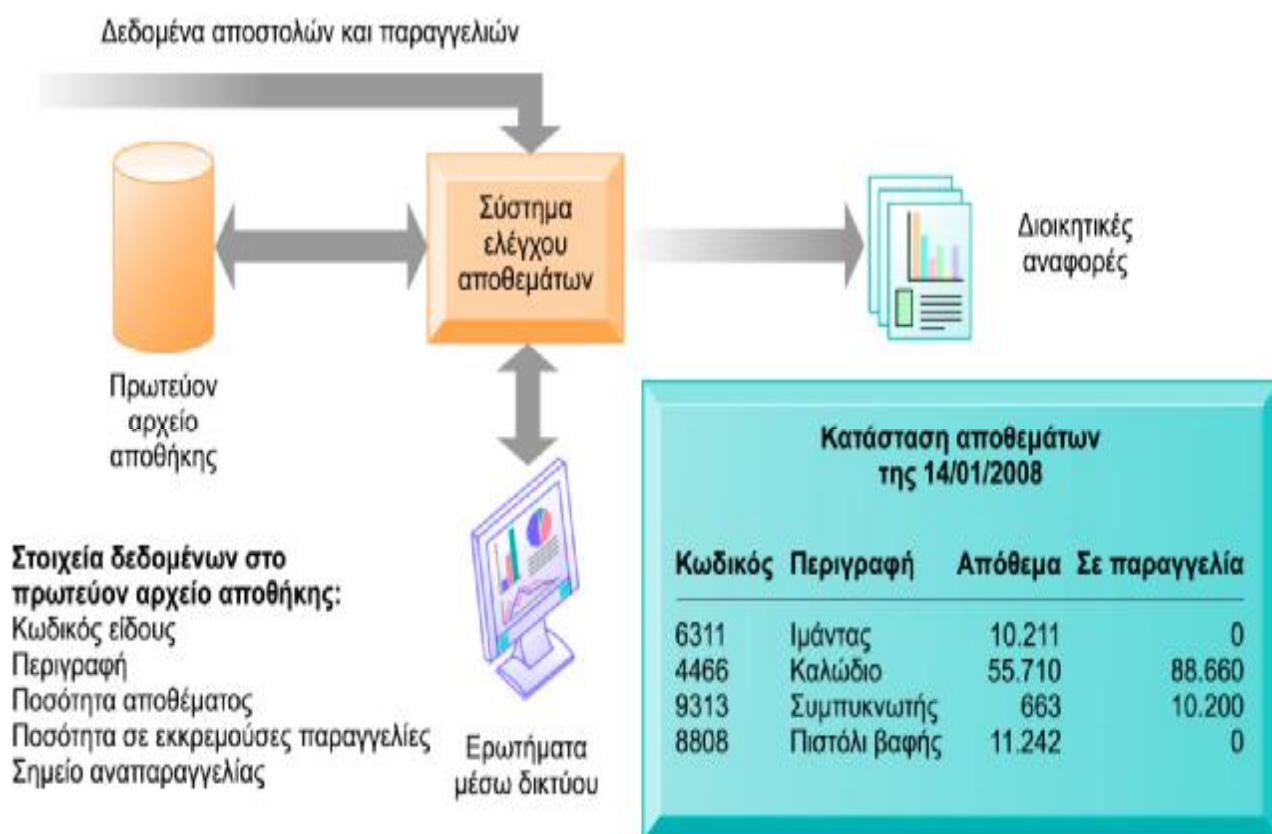 Δεδομένα αποστολών και παραγγελιών
Σύστημα
ελέγχου
αποθεμάτων
Διοικητικές
αναφορές
Πρωτεύον
αρχείο
αποθήκης
Στοιχεία δεδομένων στο
πρωτεύον αρχείο αποθήκης:
Κωδικός είδους
Περιγραφή
Ποσότητα αποθέματος
Ποσότητα σε εκκρεμούσες παραγγελίες
Σημείο αναπαραγγελίας
Ερωτήματα
μέσω δικτύου
Κατάσταση αποθεμάτων
της 14/01/2008
Κωδικός Περιγραφή Απόθεμα Σε παραγγελία
6311 Ιμάντας 10.211 0
4466 Καλώδιο 55.710 88.660
9313 Συμπυκνωτής 663 10.200
8808 Πιστόλι βαφής 11.242 0